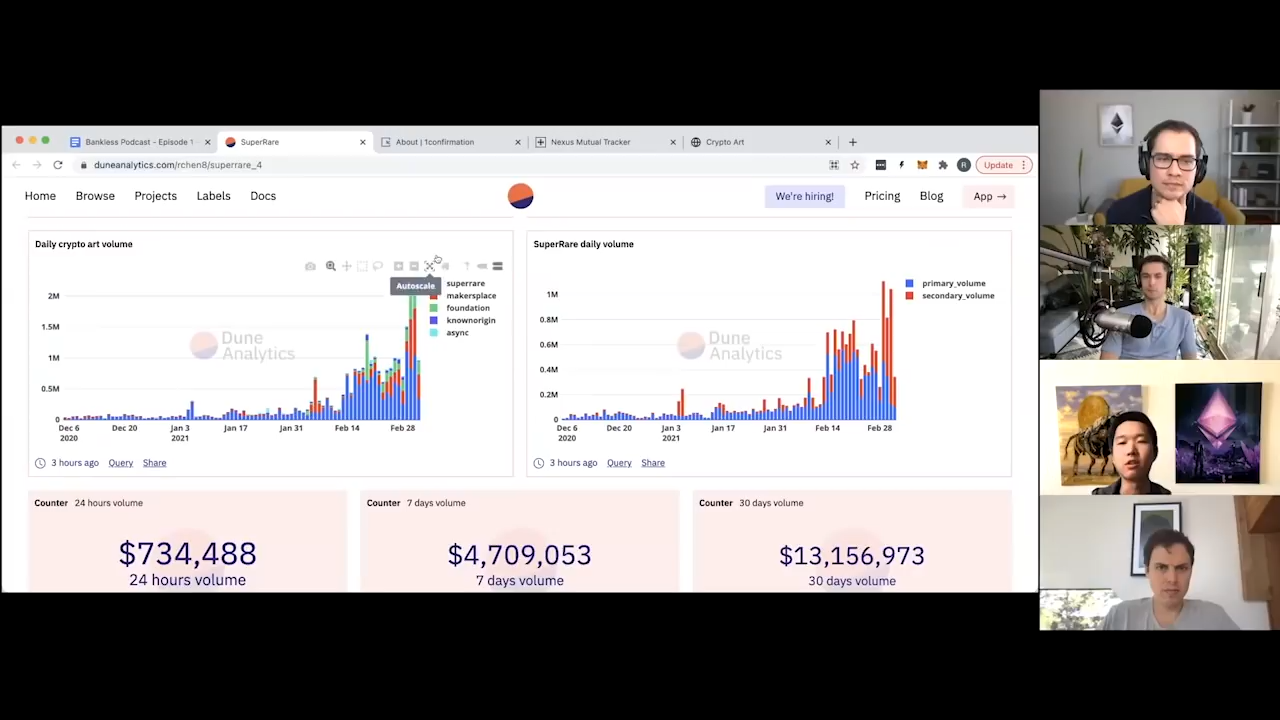 Bankless Podcast - Episode 1
SuperRare
About | 1confirmation
Nexus Mutual Tracker
Crypto Art
duneanalytics.com/rchen8/superrare_4
R
Update
Home
Browse
Projects
Labels
Docs
We're hiring!
Pricing
Blog
App →
Daily crypto art volume
Autoscale
superrare
makersplace
foundation
knownorigin
async
2M
1.5M
1M
0.5M
0
Dune
Analytics
Dec 6
2020
Dec 20
Jan 3
2021
Jan 17
Jan 31
Feb 14
Feb 28
3 hours ago
Query
Share
SuperRare daily volume
primary_volume
secondary_volume
1M
0.8M
0.6M
0.4M
0.2M
0
Dune
Analytics
Dec 6
2020
Dec 20
Jan 3
2021
Jan 17
Jan 31
Feb 14
Feb 28
3 hours ago
Query
Share
Counter 24 hours volume
$734,488
24 hours volume
Counter 7 days volume
$4,709,053
7 days volume
Counter 30 days volume
$13,156,973
30 days volume